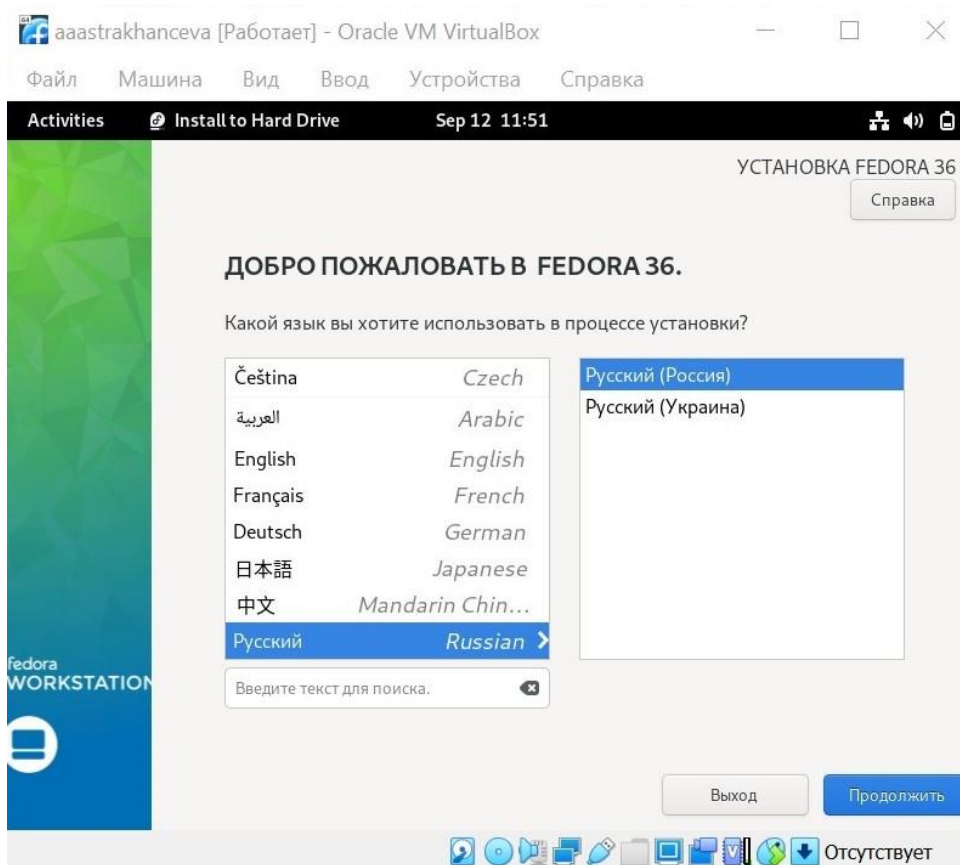 aaastrakhanceva [Работает] - Oracle VM VirtualBox
Файл Машина Вид Ввод Устройства Справка
Activities Install to Hard Drive Sep 12 11:51
УСТАНОВКА FEDORA 36
Справка
ДОБРО ПОЖАЛОВАТЬ В FEDORA 36.
Какой язык вы хотите использовать в процессе установки?
Čeština Czech
العربية Arabic
English English
Français French
Deutsch German
日本語 Japanese
中文 Mandarin Chin...
Русский Russian
Русский (Россия)
Русский (Украина)
Введите текст для поиска.
fedora
WORKSTATION
Выход Продолжить
Отсутствует